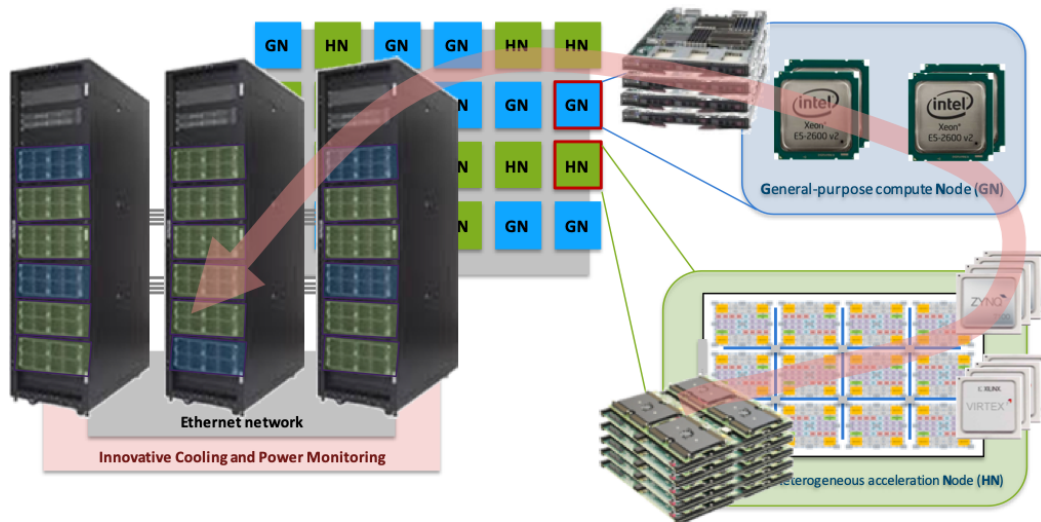 GN HN GN GN HN HN
GN GN GN
HN HN HN
GN GN
intel
Xeon®
E5-2600 v2
intel
Xeon®
E5-2600 v2
General-purpose compute Node (GN)
ZYNQ
XILINX
VIRTEX
eterogeneous acceleration Node (HN)
Ethernet network
Innovative Cooling and Power Monitoring